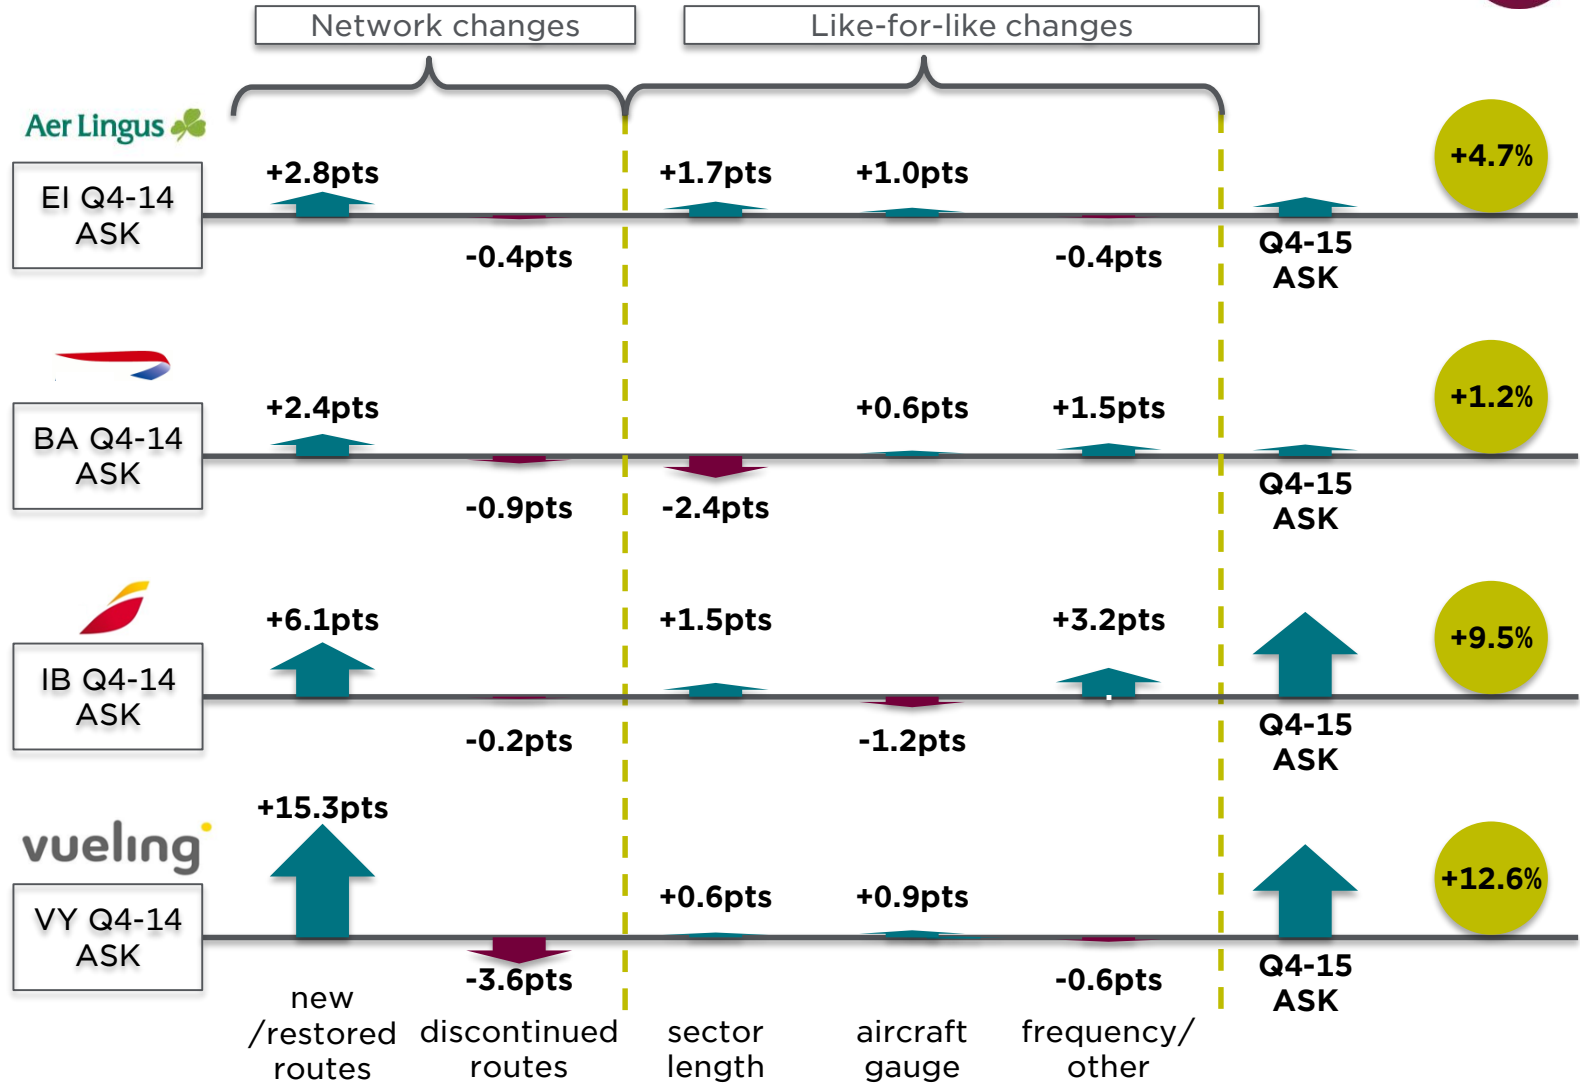 Network changes
Like-for-like changes
Aer Lingus
EI Q4-14
ASK
+2.8pts
-0.4pts
+1.7pts
+1.0pts
-0.4pts
Q4-15
ASK
+4.7%
BA Q4-14
ASK
+2.4pts
-0.9pts
-2.4pts
+0.6pts
+1.5pts
Q4-15
ASK
+1.2%
IB Q4-14
ASK
+6.1pts
-0.2pts
+1.5pts
-1.2pts
+3.2pts
Q4-15
ASK
+9.5%
vueling
VY Q4-14
ASK
+15.3pts
-3.6pts
+0.6pts
+0.9pts
-0.6pts
Q4-15
ASK
+12.6%
new
/restored
routes
discontinued
routes
sector
length
aircraft
gauge
frequency/
other